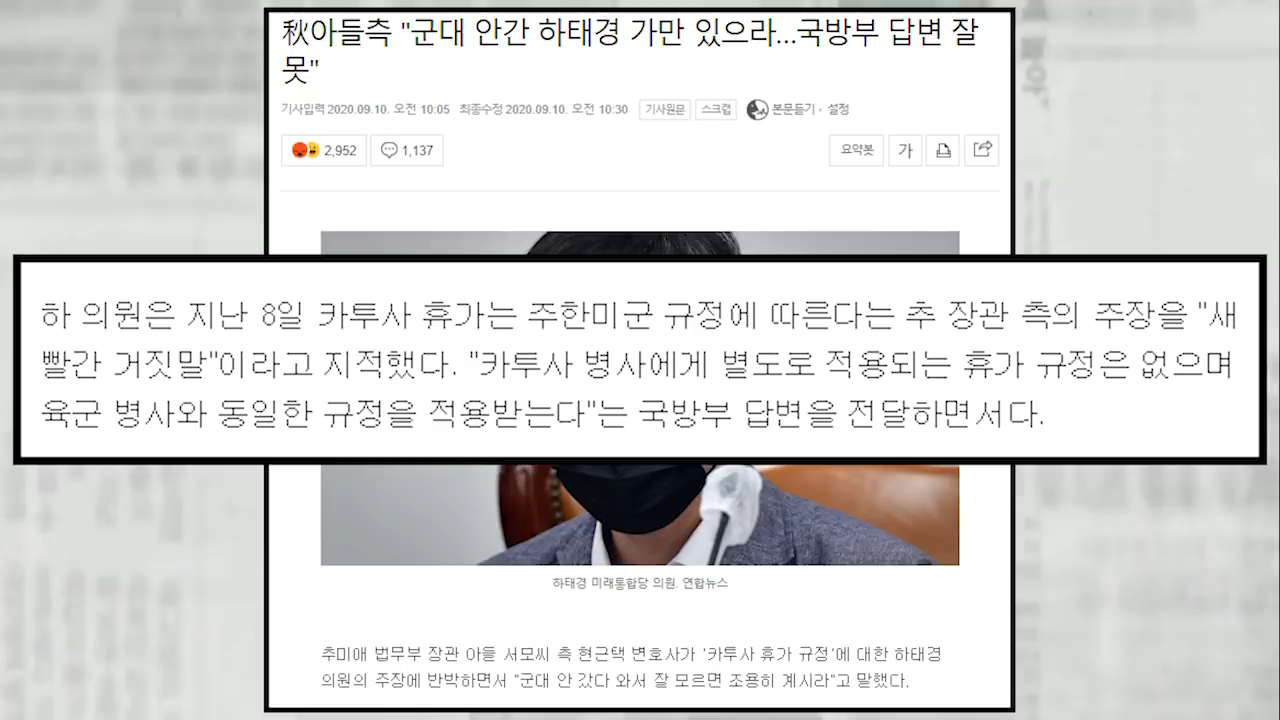 秋아들측 "군대 안간 하태경 가만 있으라...국방부 답변 잘
못"
기사입력 2020.09.10. 오전 10:05 최종수정 2020.09.10. 오전 10:30 기사원문 스크랩 본문듣기 · 설정
2,952 1,137 요약봇 가
하 의원은 지난 8일 카투사 휴가는 주한미군 규정에 따른다는 추 장관 측의 주장을 "새
빨간 거짓말"이라고 지적했다. "카투사 병사에게 별도로 적용되는 휴가 규정은 없으며
육군 병사와 동일한 규정을 적용받는다"는 국방부 답변을 전달하면서다.
하태경 미래통합당 의원. 연합뉴스
추미애 법무부 장관 아들 서모씨 측 현근택 변호사가 '카투사 휴가 규정'에 대한 하태경
의원의 주장에 반박하면서 "군대 안 갔다 와서 잘 모르면 조용히 계시라"고 말했다.